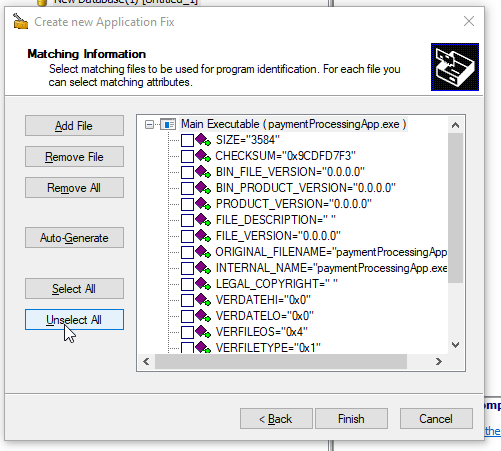 New Database(1) [Untitled_1]
Create new Application Fix
Matching Information
Select matching files to be used for program identification. For each file you
can select matching attributes.
Add File
Remove File
Remove All
Auto-Generate
Select All
Unselect All
Main Executable ( paymentProcessingApp.exe )
SIZE="3584"
CHECKSUM="0x9CDFD7F3"
BIN_FILE_VERSION="0.0.0.0"
BIN_PRODUCT_VERSION="0.0.0.0"
PRODUCT_VERSION="0.0.0.0"
FILE_DESCRIPTION=" "
FILE_VERSION="0.0.0.0"
ORIGINAL_FILENAME="paymentProcessingApp
INTERNAL_NAME="paymentProcessingApp.exe
LEGAL_COPYRIGHT=" "
VERDATEHI="0x0"
VERDATELO="0x0"
VERFILEOS="0x4"
VERFILETYPE="0x1"
< Back
Finish
Cancel
omp
the